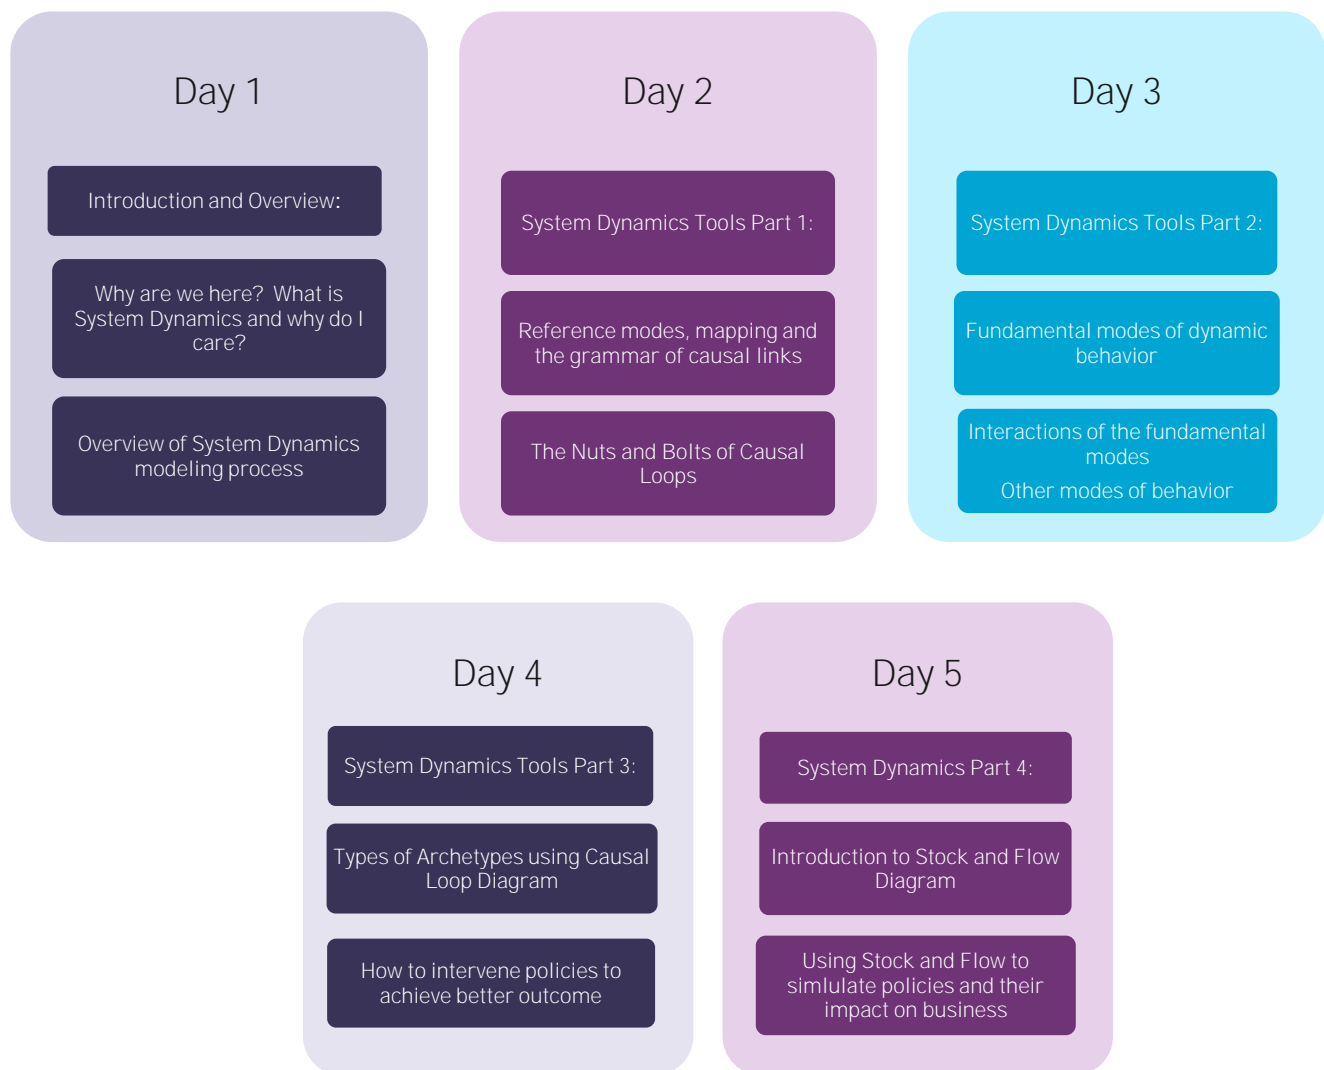 Day 1
Introduction and Overview:
Why are we here?  What is
System Dynamics and why do I
care?
Overview of System Dynamics
modeling process
Day 2
System Dynamics Tools Part 1:
Reference modes, mapping and
the grammar of causal links
The Nuts and Bolts of Causal
Loops
Day 3
System Dynamics Tools Part 2:
Fundamental modes of dynamic
behavior
Interactions of the fundamental
modes
Other modes of behavior
Day 4
System Dynamics Tools Part 3:
Types of Archetypes using Causal
Loop Diagram
How to intervene policies to
achieve better outcome
Day 5
System Dynamics Part 4:
Introduction to Stock and Flow
Diagram
Using Stock and Flow to
simlulate policies and their
impact on business